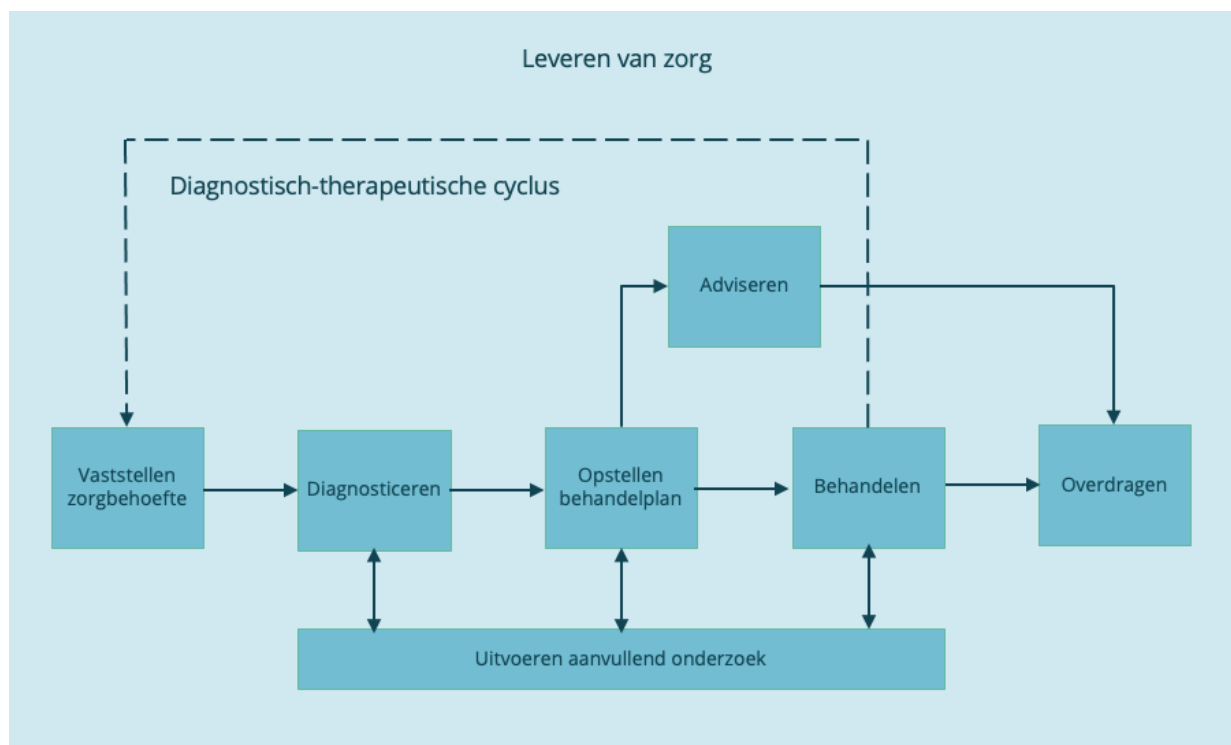 Leveren van zorg
Diagnostisch-therapeutische cyclus
Adviseren
Vaststellen
zorgbehoefte
Diagnosticeren
Opstellen
behandelplan
Behandelen
Overdragen
Uitvoeren aanvullend onderzoek